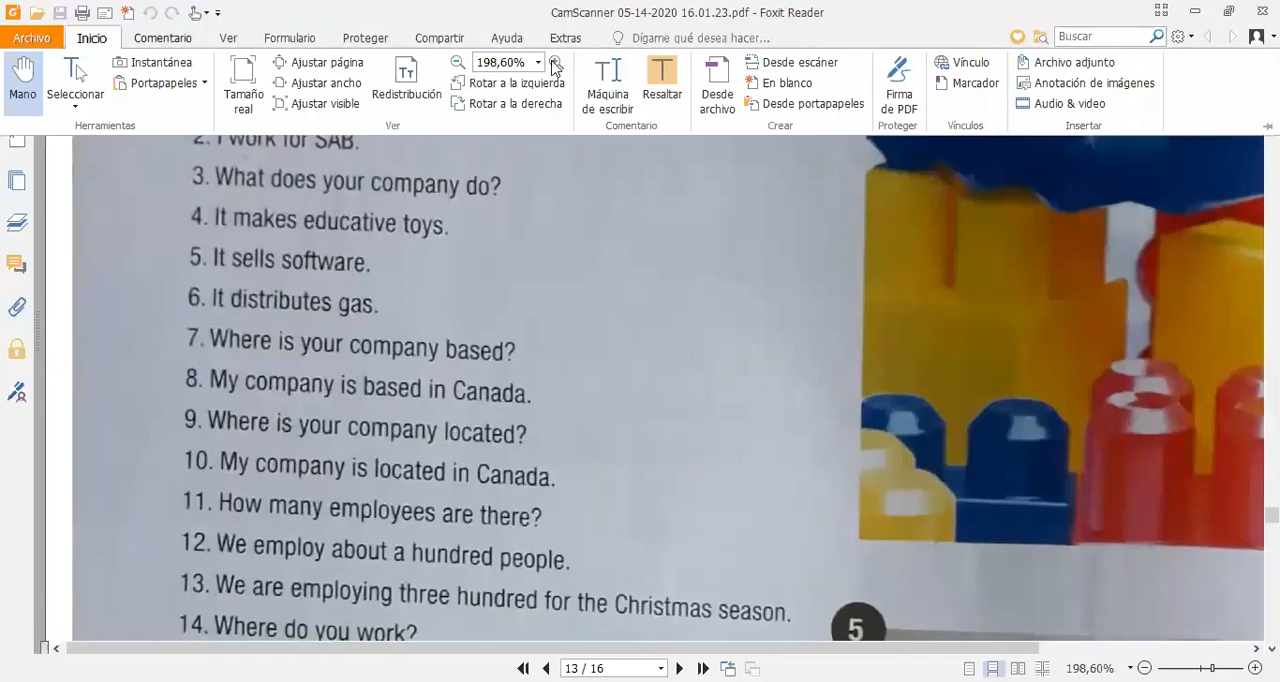 CamScanner 05-14-2020 16.01.23.pdf - Foxit Reader
Archivo Inicio Comentario Ver Formulario Proteger Compartir Ayuda Extras Dígame qué desea hacer... Buscar
Mano
Seleccionar
Instantánea
Portapapeles
Herramientas
Tamaño real
Ajustar página
Ajustar ancho
Ajustar visible
Redistribución
198,60%
Rotar a la izquierda
Rotar a la derecha
Ver
Máquina de escribir
Resaltar
Comentario
Desde archivo
Desde escáner
En blanco
Desde portapapeles
Crear
Firma de PDF
Proteger
Vínculo
Marcador
Vínculos
Archivo adjunto
Anotación de imágenes
Audio & video
Insertar
2. I work for SAB.
3. What does your company do?
4. It makes educative toys.
5. It sells software.
6. It distributes gas.
7. Where is your company based?
8. My company is based in Canada.
9. Where is your company located?
10. My company is located in Canada.
11. How many employees are there?
12. We employ about a hundred people.
13. We are employing three hundred for the Christmas season.
14. Where do you work?
5
13 / 16
198,60%